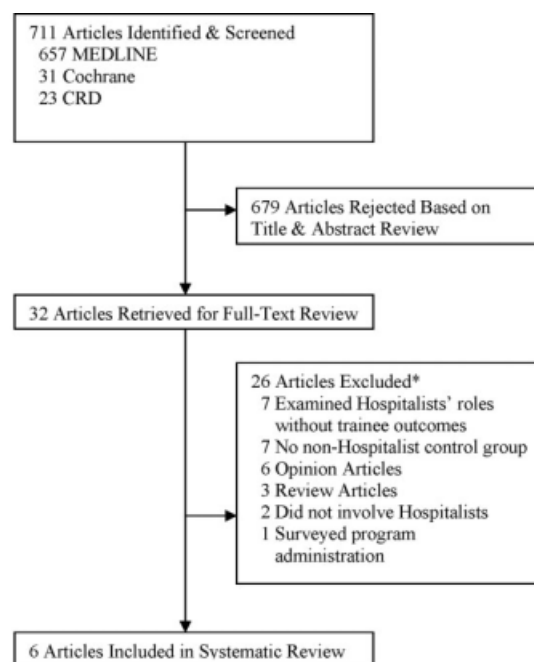 711 Articles Identified & Screened
657 MEDLINE
31 Cochrane
23 CRD
679 Articles Rejected Based on
Title & Abstract Review
32 Articles Retrieved for Full-Text Review
26 Articles Excluded*
7 Examined Hospitalists' roles
without trainee outcomes
7 No non-Hospitalist control group
6 Opinion Articles
3 Review Articles
2 Did not involve Hospitalists
1 Surveyed program
administration
6 Articles Included in Systematic Review